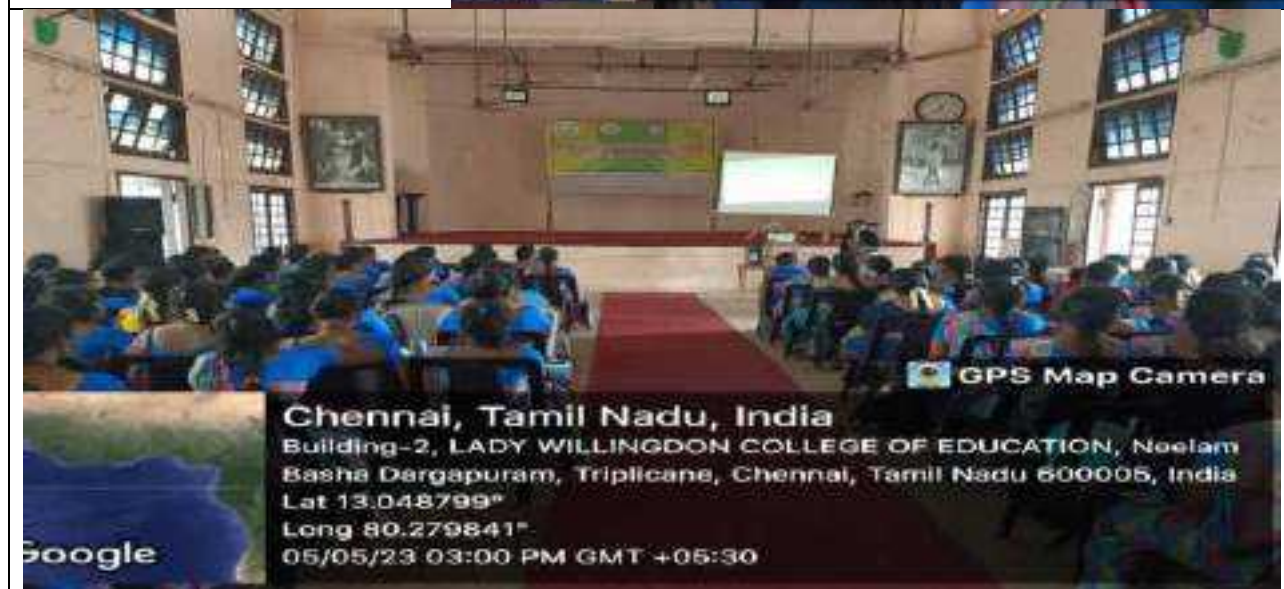 GPS Map Camera
Chennai, Tamil Nadu, India
Building-2, LADY WILLINGDON COLLEGE OF EDUCATION, Neelam
Basha Dargapuram, Triplicane, Chennai, Tamil Nadu 600005, India
Lat 13.048799°
Long 80.279841°
05/05/23 03:00 PM GMT +05:30
Google